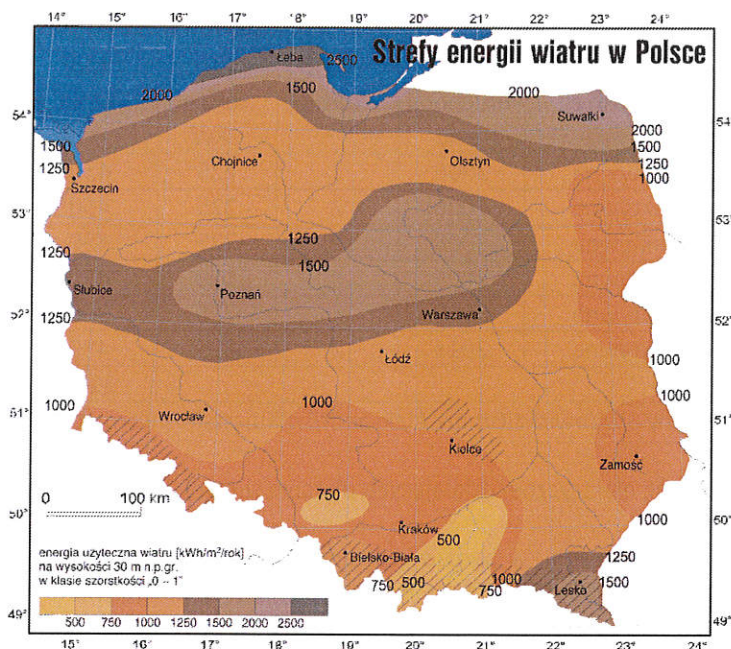 14° 15° 16° 17° 18° 19° 20° 21° 22° 23° 24°
Strefy energii wiatru w Polsce
Łeba
2500
2000
1500
2000
Suwałki
54°
54°
2000
1500
1500
Chojnice
Olsztyn
1250
1250
1000
Szczecin
53°
53°
1250
1250
1500
Słubice
Poznań
1250
Warszawa
52°
52°
Łódź
1000
1000
1000
1000
51°
Wrocław
51°
Kielce
Zamość
0 100 km
750
50°
Kraków
1000
50°
500
energia użyteczna wiatru [kWh/m²/rok]
na wysokości 30 m n.p.gr.
w klasie szorstkości „0 – 1”
Bielsko-Biała
1250
750
500
750
1000
Lesko
1500
49°
49°
500 750 1000 1250 1500 2000 2500
15° 16° 17° 18° 19° 20° 21° 22° 23° 24°